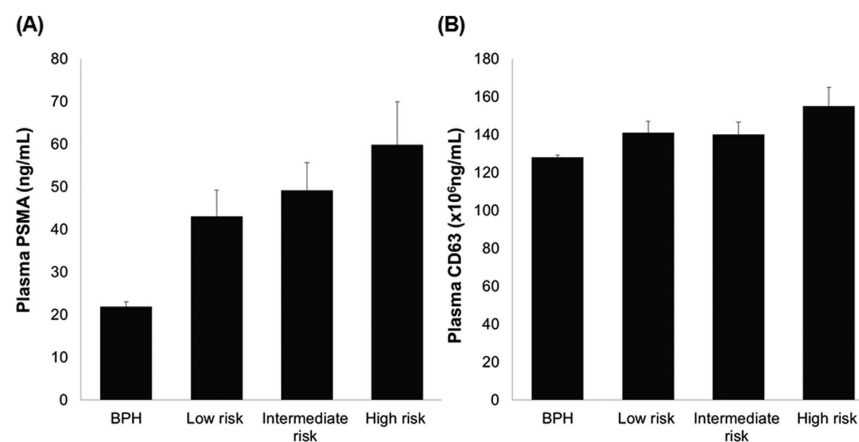 (A)
Plasma PSMA (ng/mL)
80
70
60
50
40
30
20
10
0
BPH
Low risk
Intermediate
risk
High risk
(B)
Plasma CD63 (x10⁶ng/mL)
180
160
140
120
100
80
60
40
20
0
BPH
Low risk
Intermediate
risk
High risk